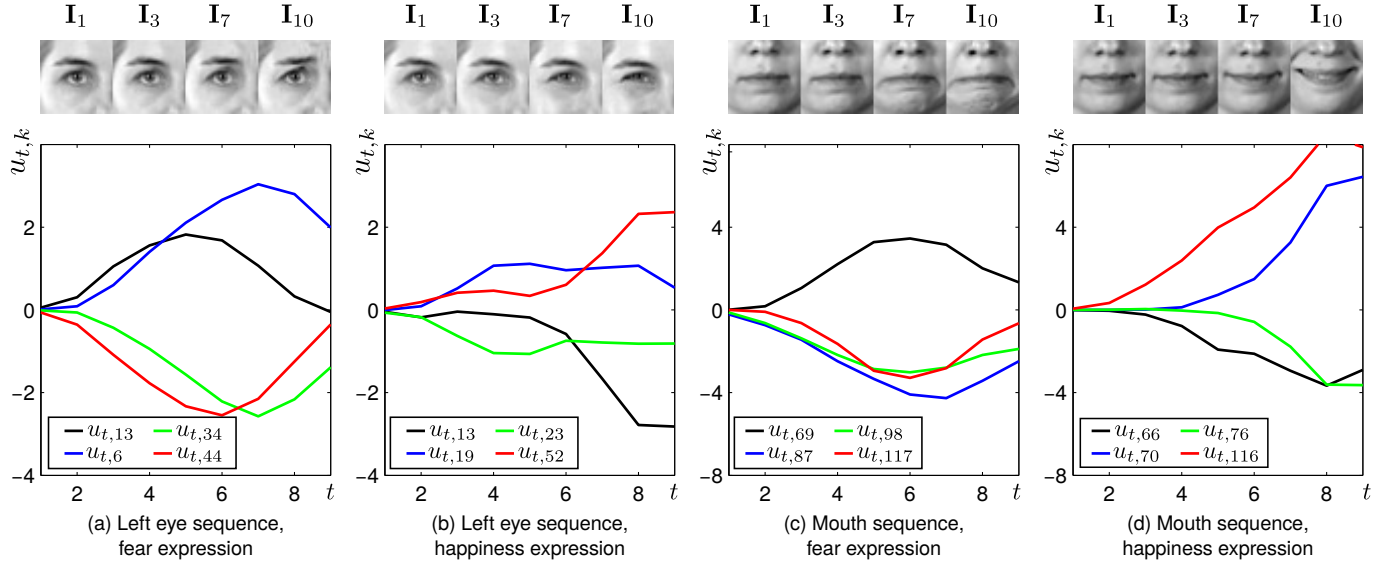 I1 I3 I7 I10 I1 I3 I7 I10 I1 I3 I7 I10 I1 I3 I7 I10
ut,k
2
0
−2
−4
2 4 6 8 t
ut,13 ut,34
ut,6 ut,44
(a) Left eye sequence,
fear expression
ut,k
2
0
−2
−4
2 4 6 8 t
ut,13 ut,23
ut,19 ut,52
(b) Left eye sequence,
happiness expression
ut,k
4
0
−4
−8
2 4 6 8 t
ut,69 ut,98
ut,87 ut,117
(c) Mouth sequence,
fear expression
ut,k
4
0
−4
−8
2 4 6 8 t
ut,66 ut,76
ut,70 ut,116
(d) Mouth sequence,
happiness expression